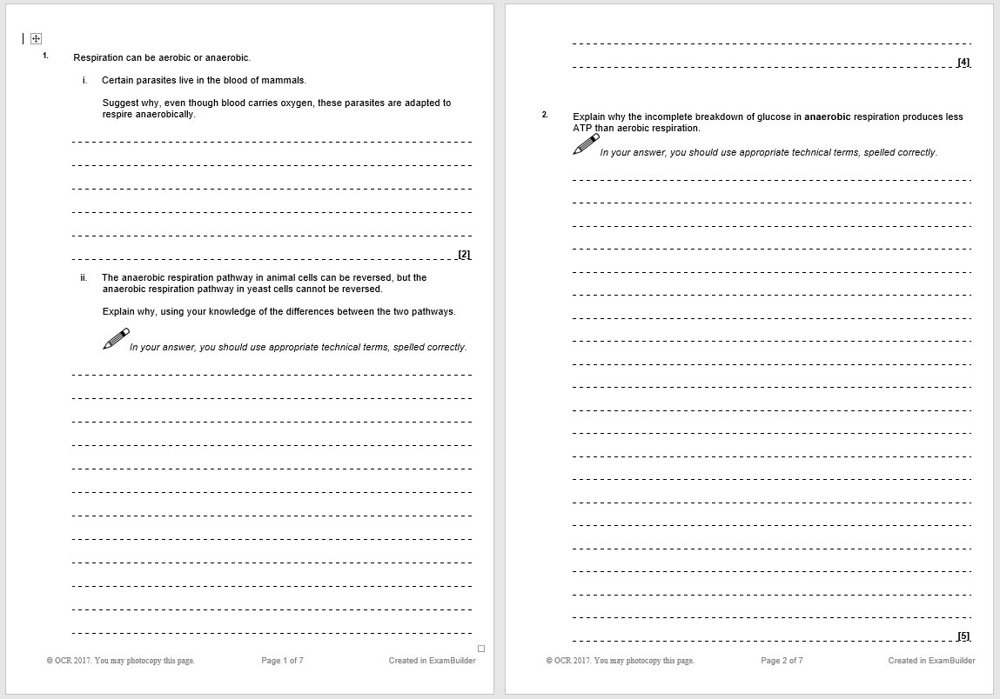 1.
Respiration can be aerobic or anaerobic.
i. Certain parasites live in the blood of mammals.
Suggest why, even though blood carries oxygen, these parasites are adapted to
respire anaerobically.
[2]
ii. The anaerobic respiration pathway in animal cells can be reversed, but the
anaerobic respiration pathway in yeast cells cannot be reversed.
Explain why, using your knowledge of the differences between the two pathways.
In your answer, you should use appropriate technical terms, spelled correctly.
© OCR 2017. You may photocopy this page. Page 1 of 7 Created in ExamBuilder
[4]
2. Explain why the incomplete breakdown of glucose in anaerobic respiration produces less
ATP than aerobic respiration.
In your answer, you should use appropriate technical terms, spelled correctly.
[5]
© OCR 2017. You may photocopy this page. Page 2 of 7 Created in ExamBuilder